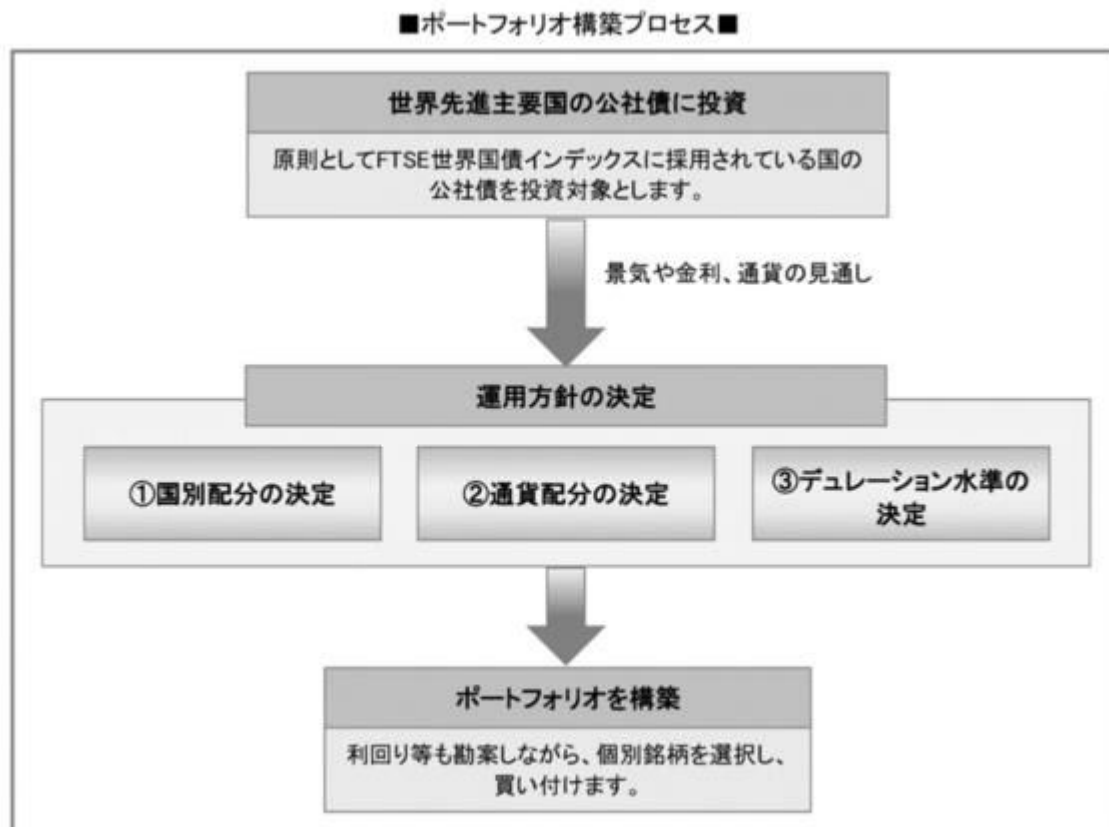 ■ポートフォリオ構築プロセス■
世界先進主要国の公社債に投資
原則としてFTSE世界国債インデックスに採用されている国の
公社債を投資対象とします。
景気や金利、通貨の見通し
運用方針の決定
①国別配分の決定
②通貨配分の決定
③デュレーション水準の
決定
ポートフォリオを構築
利回り等も勘案しながら、個別銘柄を選択し、
買い付けます。